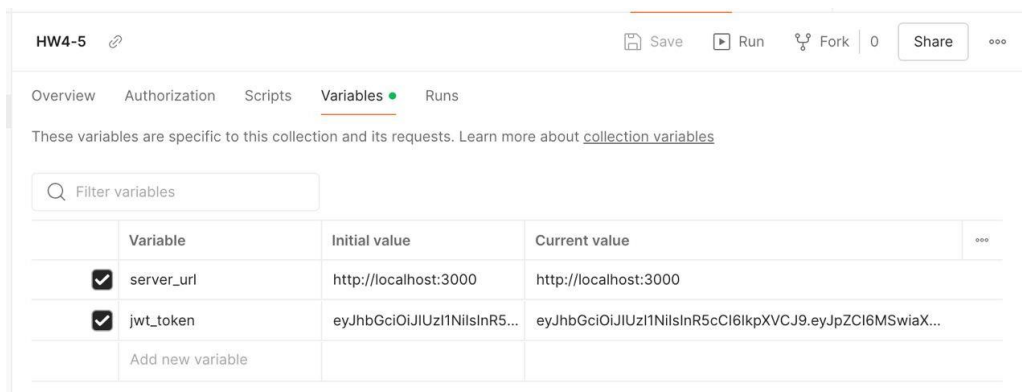 HW4-5 Save Run Fork 0 Share
Overview Authorization Scripts Variables Runs
These variables are specific to this collection and its requests. Learn more about collection variables
Filter variables
Variable Initial value Current value
server_url http://localhost:3000 http://localhost:3000
jwt_token eyJhbGciOiJIUzI1NiIsInR5... eyJhbGciOiJIUzI1NiIsInR5cCI6IkpXVCJ9.eyJpZCI6MSwiaX...
Add new variable